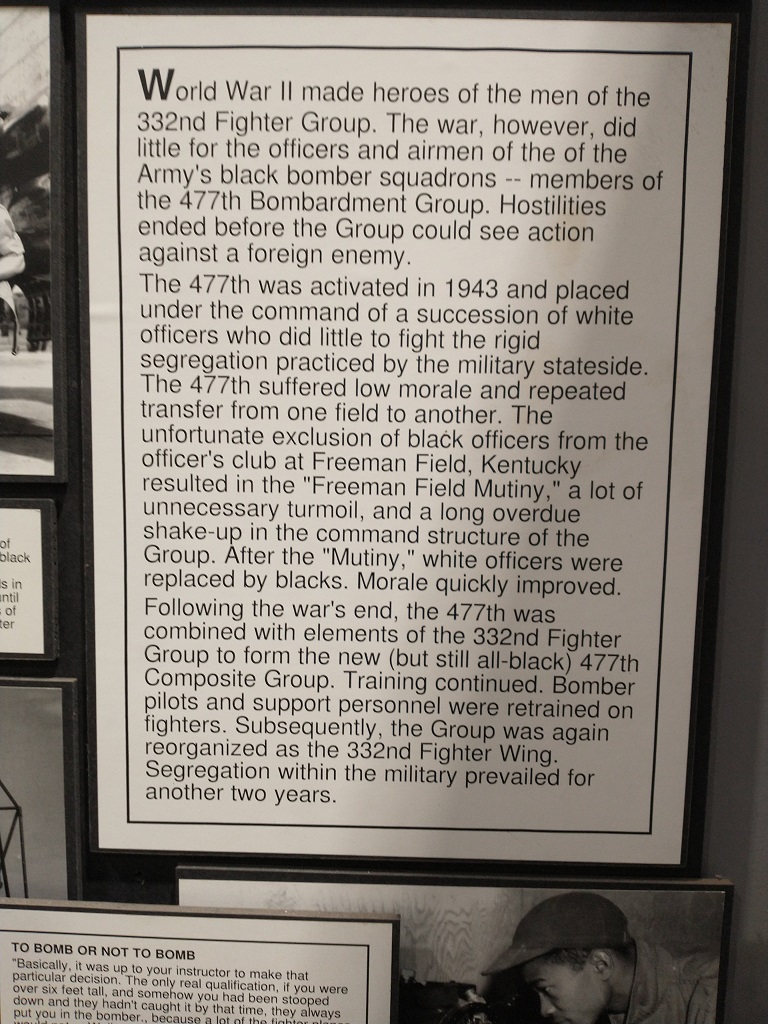 World War II made heroes of the men of the
332nd Fighter Group. The war, however, did
little for the officers and airmen of the of the
Army's black bomber squadrons -- members of
the 477th Bombardment Group. Hostilities
ended before the Group could see action
against a foreign enemy.
The 477th was activated in 1943 and placed
under the command of a succession of white
officers who did little to fight the rigid
segregation practiced by the military stateside.
The 477th suffered low morale and repeated
transfer from one field to another. The
unfortunate exclusion of black officers from the
officer's club at Freeman Field, Kentucky
resulted in the "Freeman Field Mutiny," a lot of
unnecessary turmoil, and a long overdue
shake-up in the command structure of the
Group. After the "Mutiny," white officers were
replaced by blacks. Morale quickly improved.
Following the war's end, the 477th was
combined with elements of the 332nd Fighter
Group to form the new (but still all-black) 477th
Composite Group. Training continued. Bomber
pilots and support personnel were retrained on
fighters. Subsequently, the Group was again
reorganized as the 332nd Fighter Wing.
Segregation within the military prevailed for
another two years.
of
black
s in
of
TO BOMB OR NOT TO BOMB
"Basically, it was up to your instructor to make that
particular decision. The only real qualification, if you were
over six feet tall, and somehow you had been stooped
down and they hadn't caught it by that time, they always
put you in the bomber., because a lot of the fighter planes